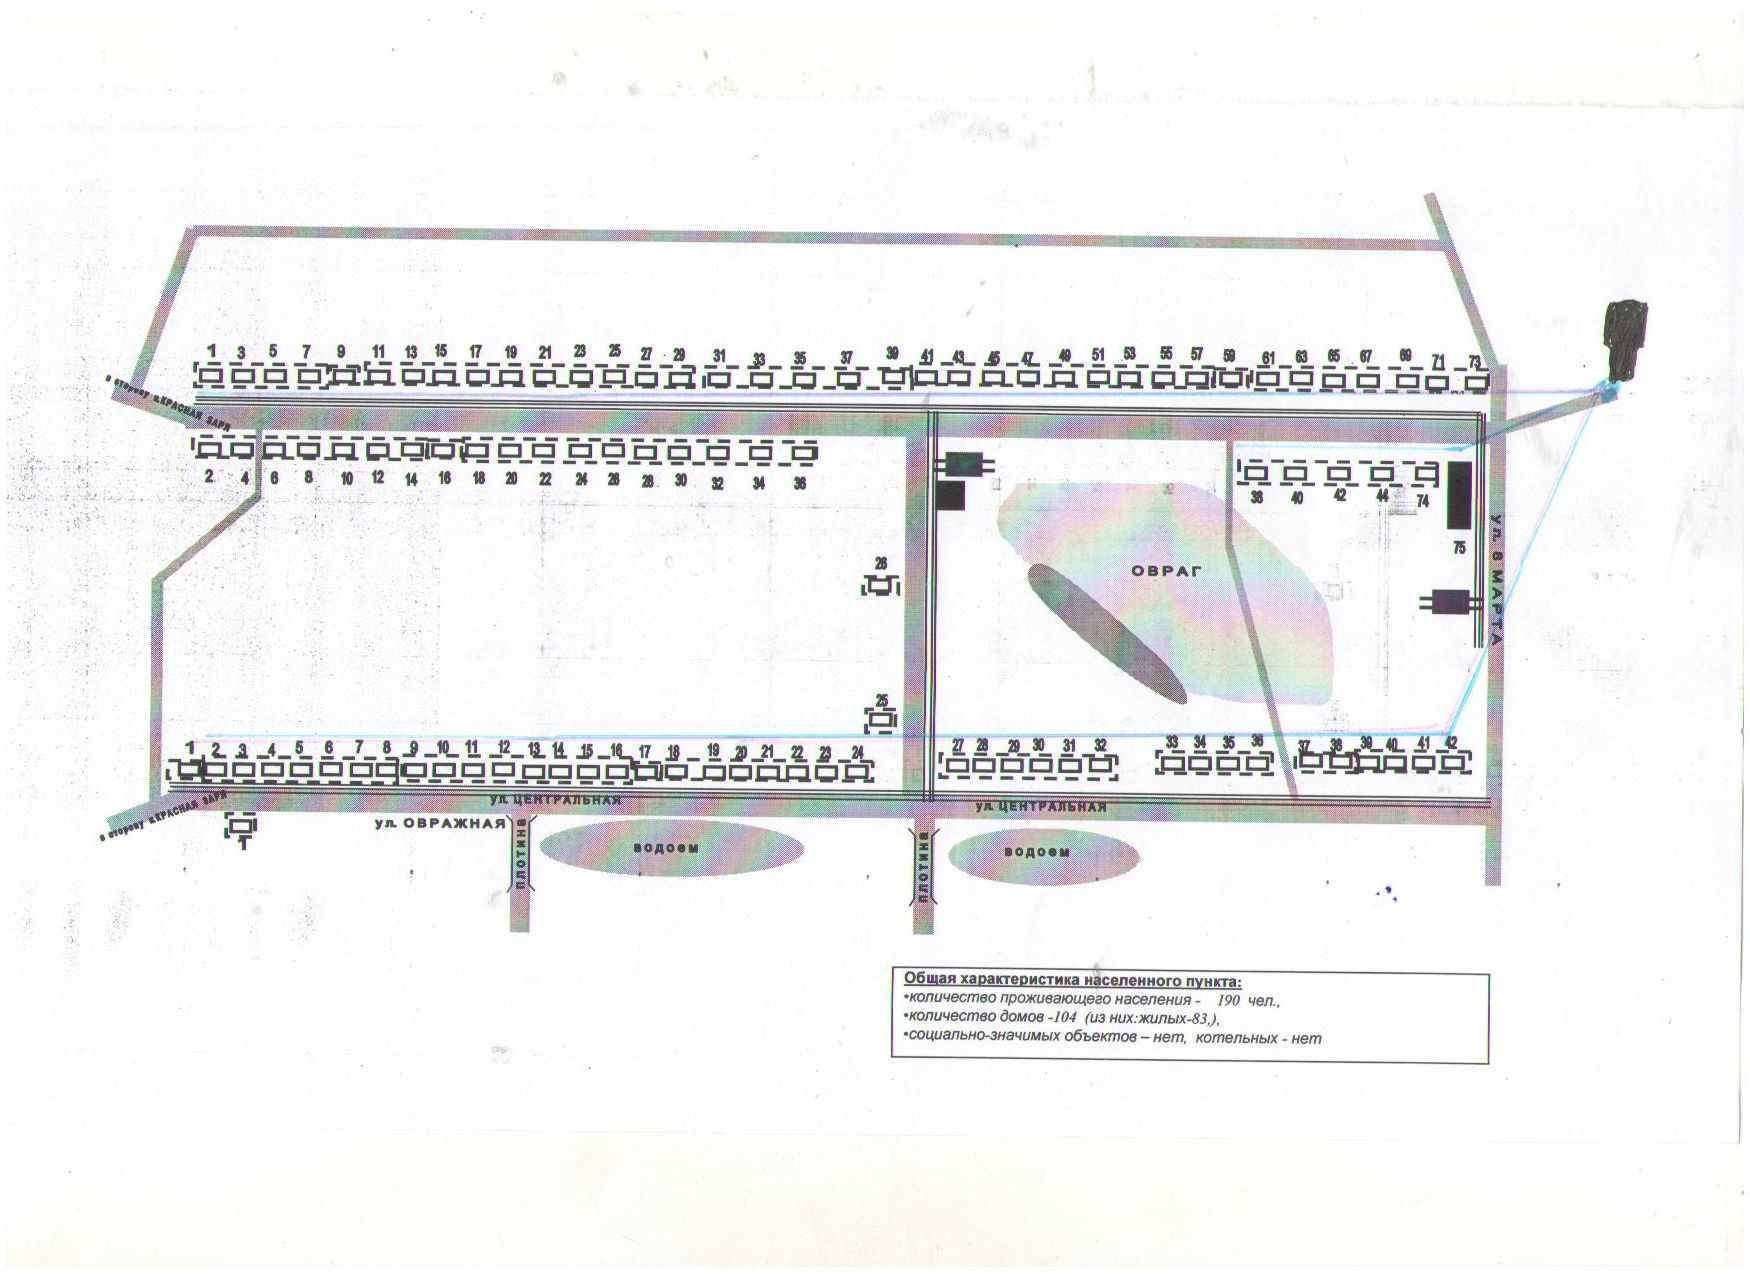 1 3 5 7 9 11 13 15 17 19 21 23 25 27 29 31 33 35 37 39 41 43 45 47 49 51 53 55 57 59 61 63 65 67 69 71 73
в сторону п.КРАСНАЯ ЗАРЯ
2 4 6 8 10 12 14 16 18 20 22 24 26 28 30 32 34 36
38 40 42 44 74
75
ул. 8 МАРТА
ОВРАГ
26
25
1 2 3 4 5 6 7 8 9 10 11 12 13 14 15 16 17 18 19 20 21 22 23 24
27 28 29 30 31 32 33 34 35 36 37 38 39 40 41 42
в сторону п.КРАСНАЯ ЗАРЯ
ул. ЦЕНТРАЛЬНАЯ
ул. ЦЕНТРАЛЬНАЯ
1
ул. ОВРАЖНАЯ
ПЛОТИНА
водоем
ПЛОТИНА
водоем
Общая характеристика населенного пункта:
•количество проживающего населения - 190 чел.,
•количество домов -104 (из них:жилых-83,),
•социально-значимых объектов – нет, котельных - нет